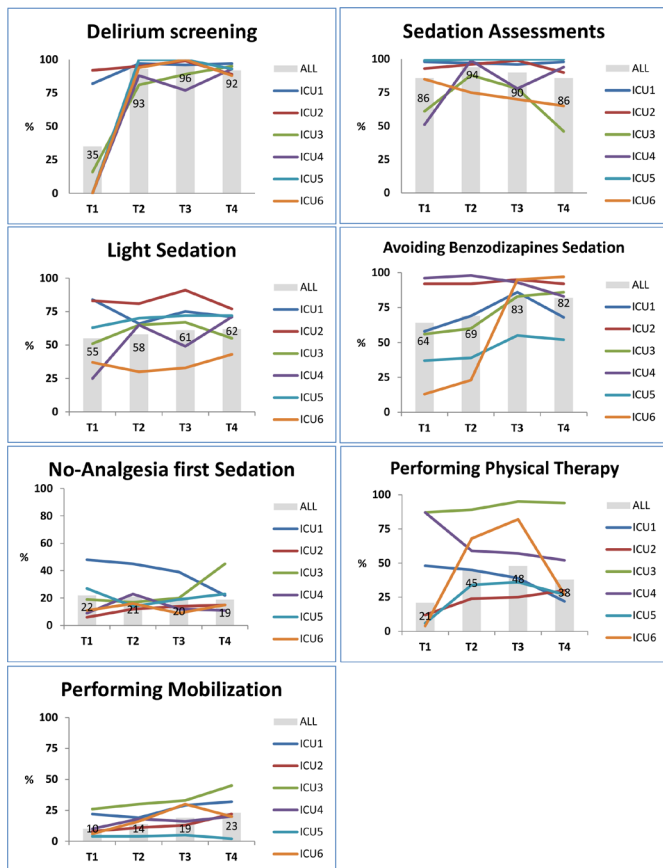 Delirium screening
100
75
50
25
0
%
35
93
96
92
T1 T2 T3 T4
ALL
ICU1
ICU2
ICU3
ICU4
ICU5
ICU6
Sedation Assessments
100
75
50
25
0
%
86
94
90
86
T1 T2 T3 T4
ALL
ICU1
ICU2
ICU3
ICU4
ICU5
ICU6
Light Sedation
100
75
50
25
0
%
55
58
61
62
T1 T2 T3 T4
ALL
ICU1
ICU2
ICU3
ICU4
ICU5
ICU6
Avoiding Benzodizapines Sedation
100
75
50
25
0
%
64
69
83
82
T1 T2 T3 T4
ALL
ICU1
ICU2
ICU3
ICU4
ICU5
ICU6
No-Analgesia first Sedation
100
80
60
40
20
0
%
22
21
20
19
T1 T2 T3 T4
ALL
ICU1
ICU2
ICU3
ICU4
ICU5
ICU6
Performing Physical Therapy
100
75
50
25
0
%
21
45
48
38
T1 T2 T3 T4
ALL
ICU1
ICU2
ICU3
ICU4
ICU5
ICU6
Performing Mobilization
100
75
50
25
0
%
10
14
19
23
T1 T2 T3 T4
ALL
ICU1
ICU2
ICU3
ICU4
ICU5
ICU6